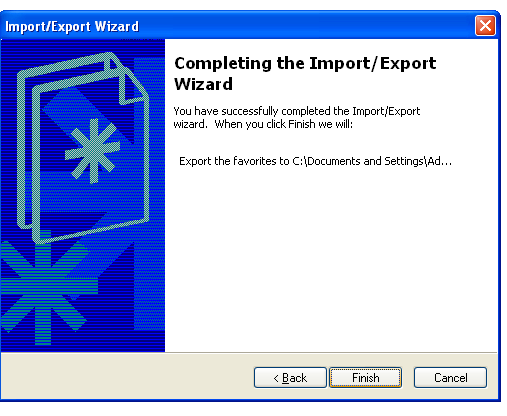 Import/Export Wizard
Completing the Import/Export
Wizard
You have successfully completed the Import/Export
wizard. When you click Finish we will:
Export the favorites to C:\Documents and Settings\Ad...
< Back
Finish
Cancel